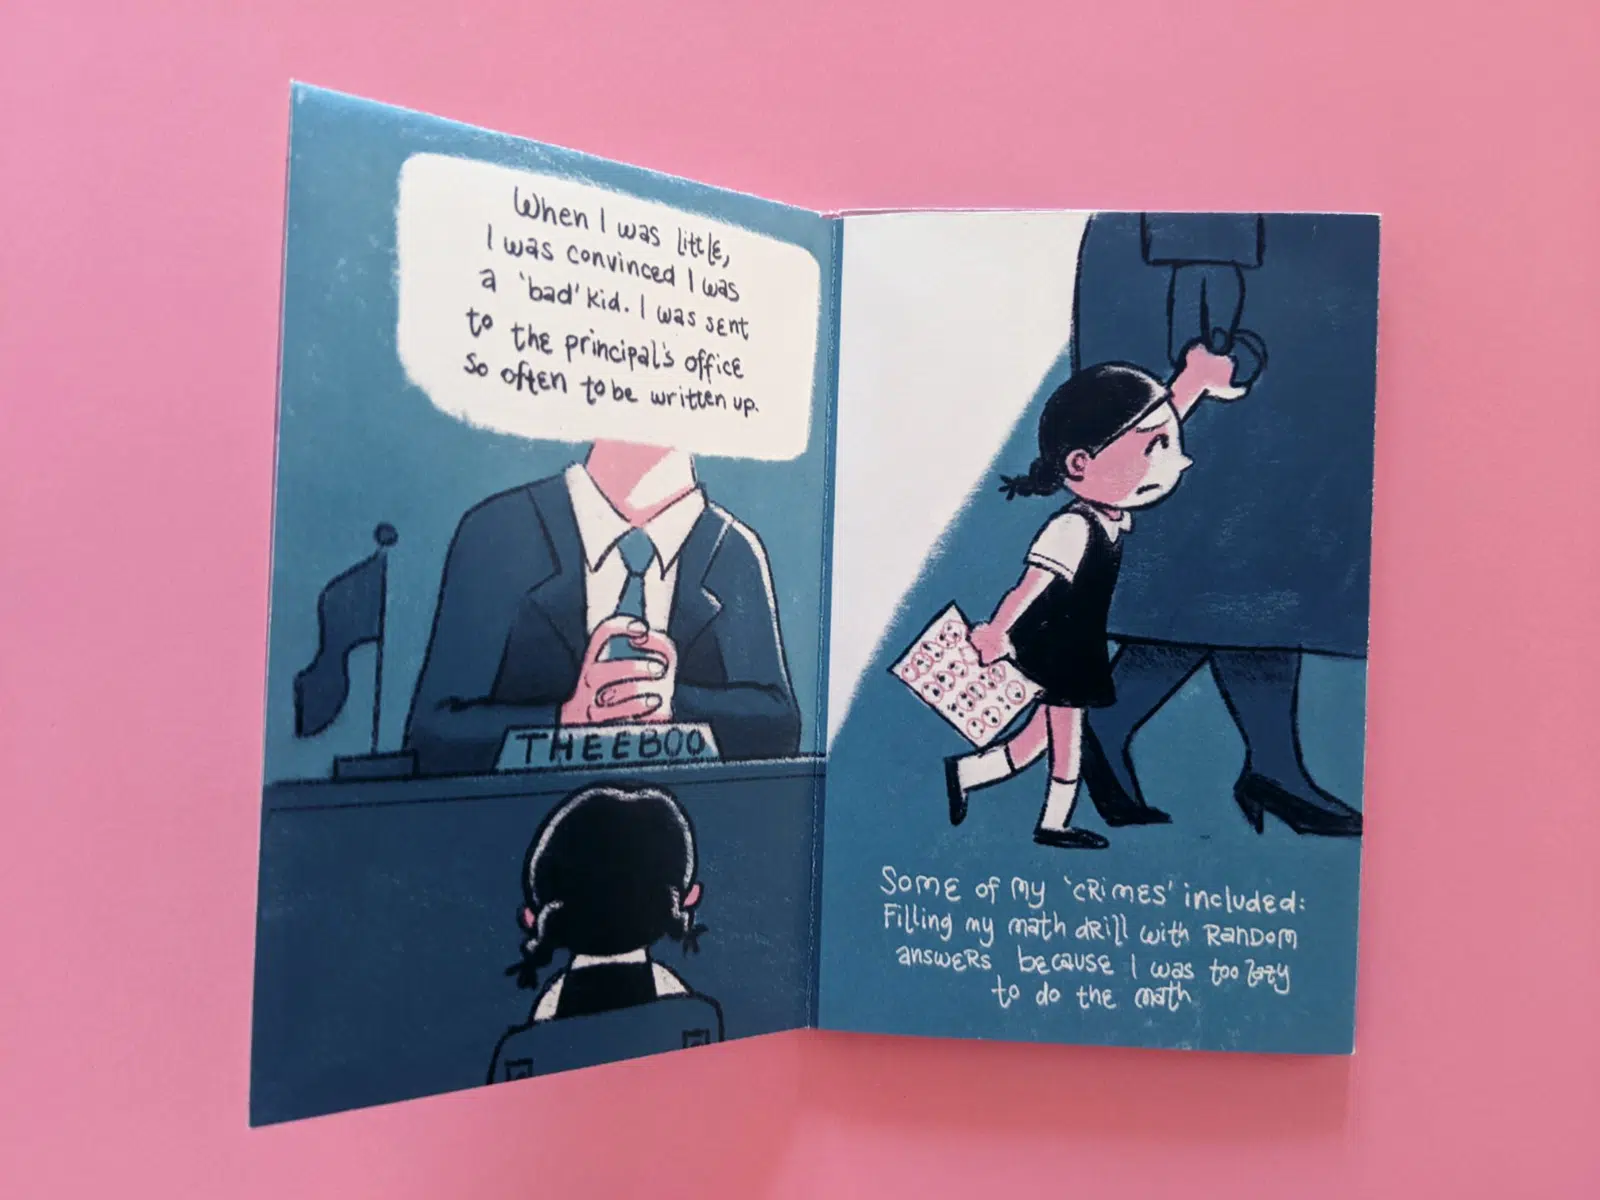 When I was little,
I was convinced I was
a 'bad' kid. I was sent
to the principal's office
so often to be written up.
THEEBOO
Some of my 'crimes' included:
Filling my math drill with random
answers because I was too lazy
to do the math